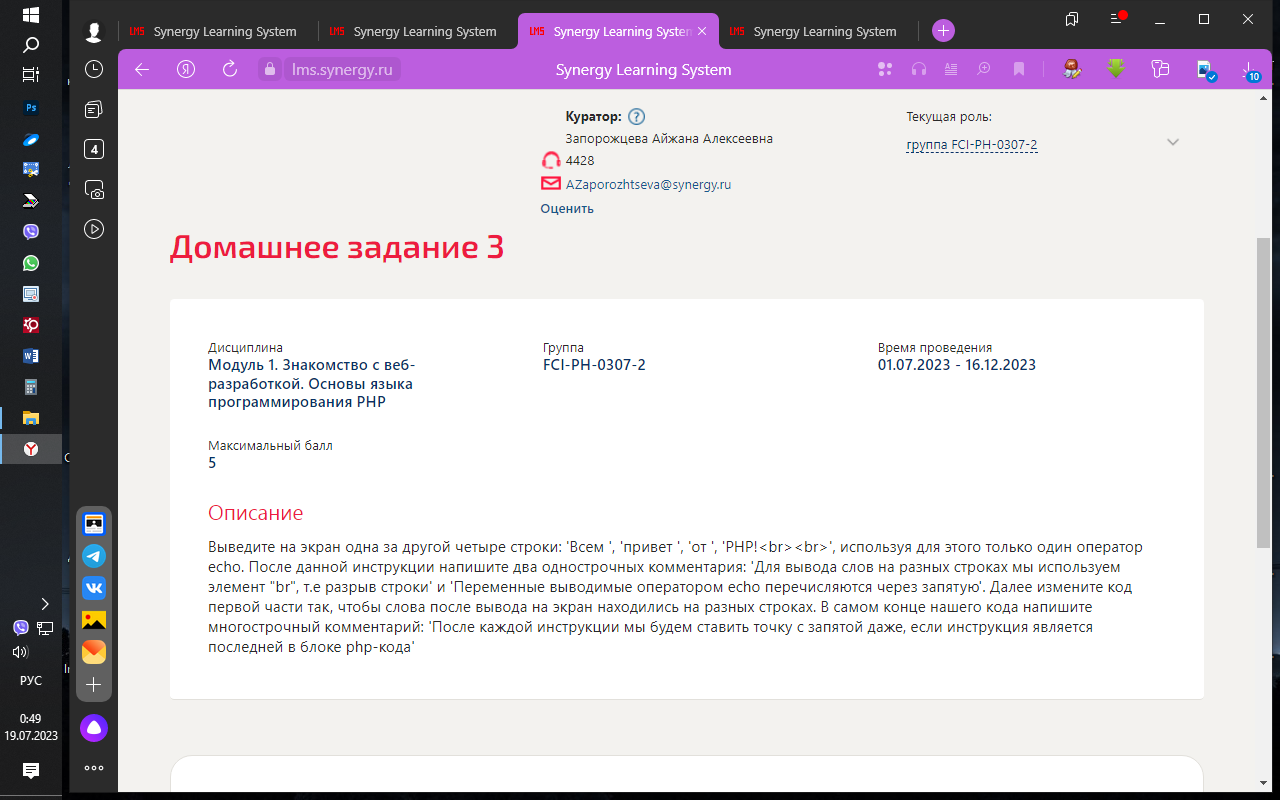 Synergy Learning System
Synergy Learning System
Synergy Learning System
Synergy Learning System
lms.synergy.ru
Synergy Learning System
10
4
Куратор: ?
Запорожцева Айжана Алексеевна
4428
AZaporozhtseva@synergy.ru
Оценить
Текущая роль:
группа FCI-PH-0307-2
Домашнее задание 3
Дисциплина
Модуль 1. Знакомство с веб-
разработкой. Основы языка
программирования PHP
Группа
FCI-PH-0307-2
Время проведения
01.07.2023 - 16.12.2023
Максимальный балл
5
Описание
Выведите на экран одна за другой четыре строки: 'Всем ', 'привет ', 'от ', 'PHP!<br><br>', используя для этого только один оператор
echo. После данной инструкции напишите два однострочных комментария: 'Для вывода слов на разных строках мы используем
элемент "br", т.е разрыв строки' и 'Переменные выводимые оператором echo перечисляются через запятую'. Далее измените код
первой части так, чтобы слова после вывода на экран находились на разных строках. В самом конце нашего кода напишите
многострочный комментарий: 'После каждой инструкции мы будем ставить точку с запятой даже, если инструкция является
последней в блоке php-кода'
РУС
0:49
19.07.2023